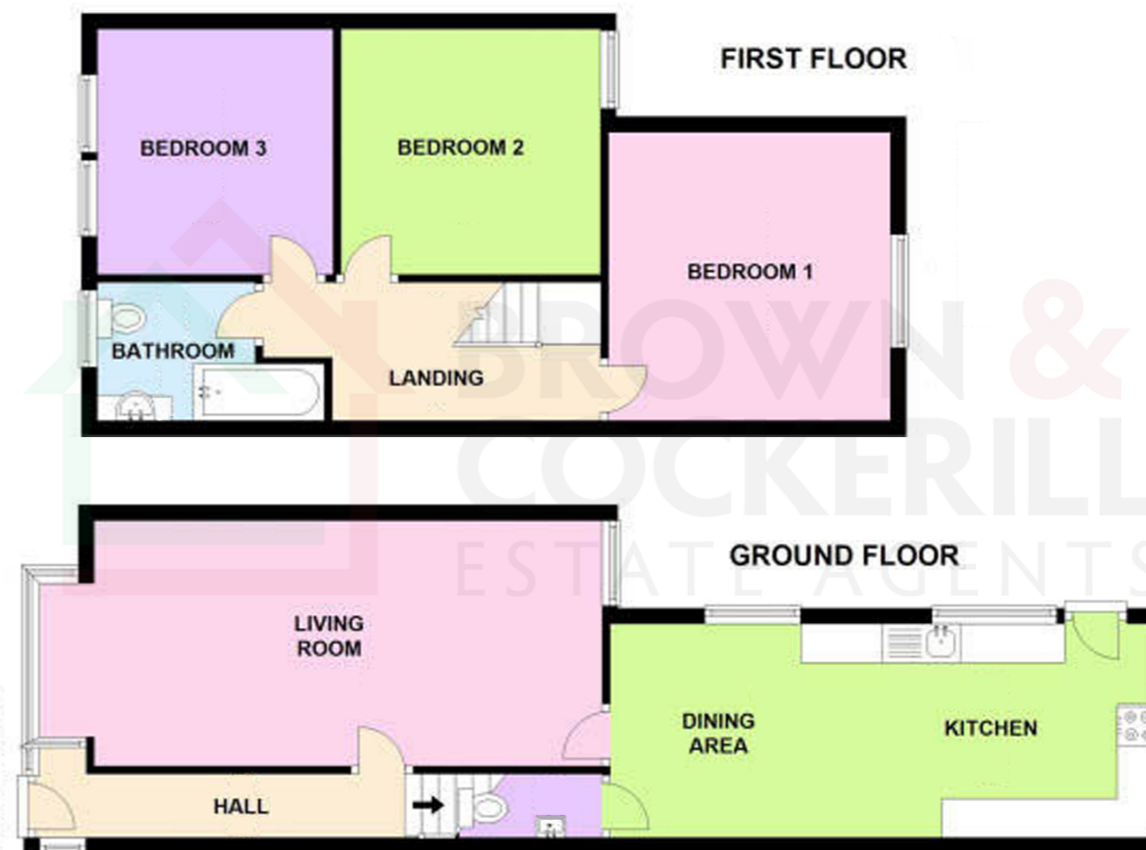 FIRST FLOOR
BEDROOM 3
BEDROOM 2
BEDROOM 1
BATHROOM
LANDING
BROWN &
COCKERILL
ESTATE AGENTS
GROUND FLOOR
LIVING
ROOM
DINING
AREA
KITCHEN
HALL